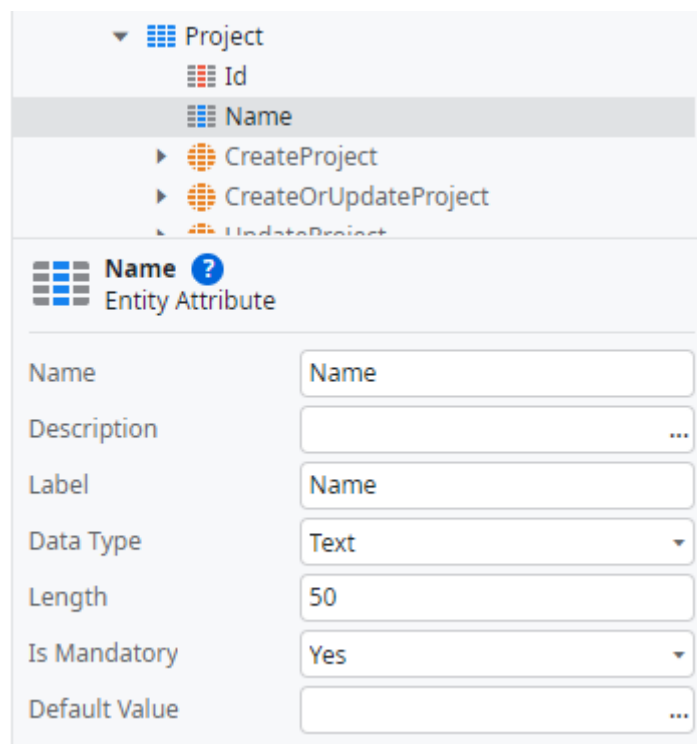 Project
Id
Name
CreateProject
CreateOrUpdateProject
UpdateProject
Name ?
Entity Attribute
Name Name
Description ...
Label Name
Data Type Text
Length 50
Is Mandatory Yes
Default Value ...